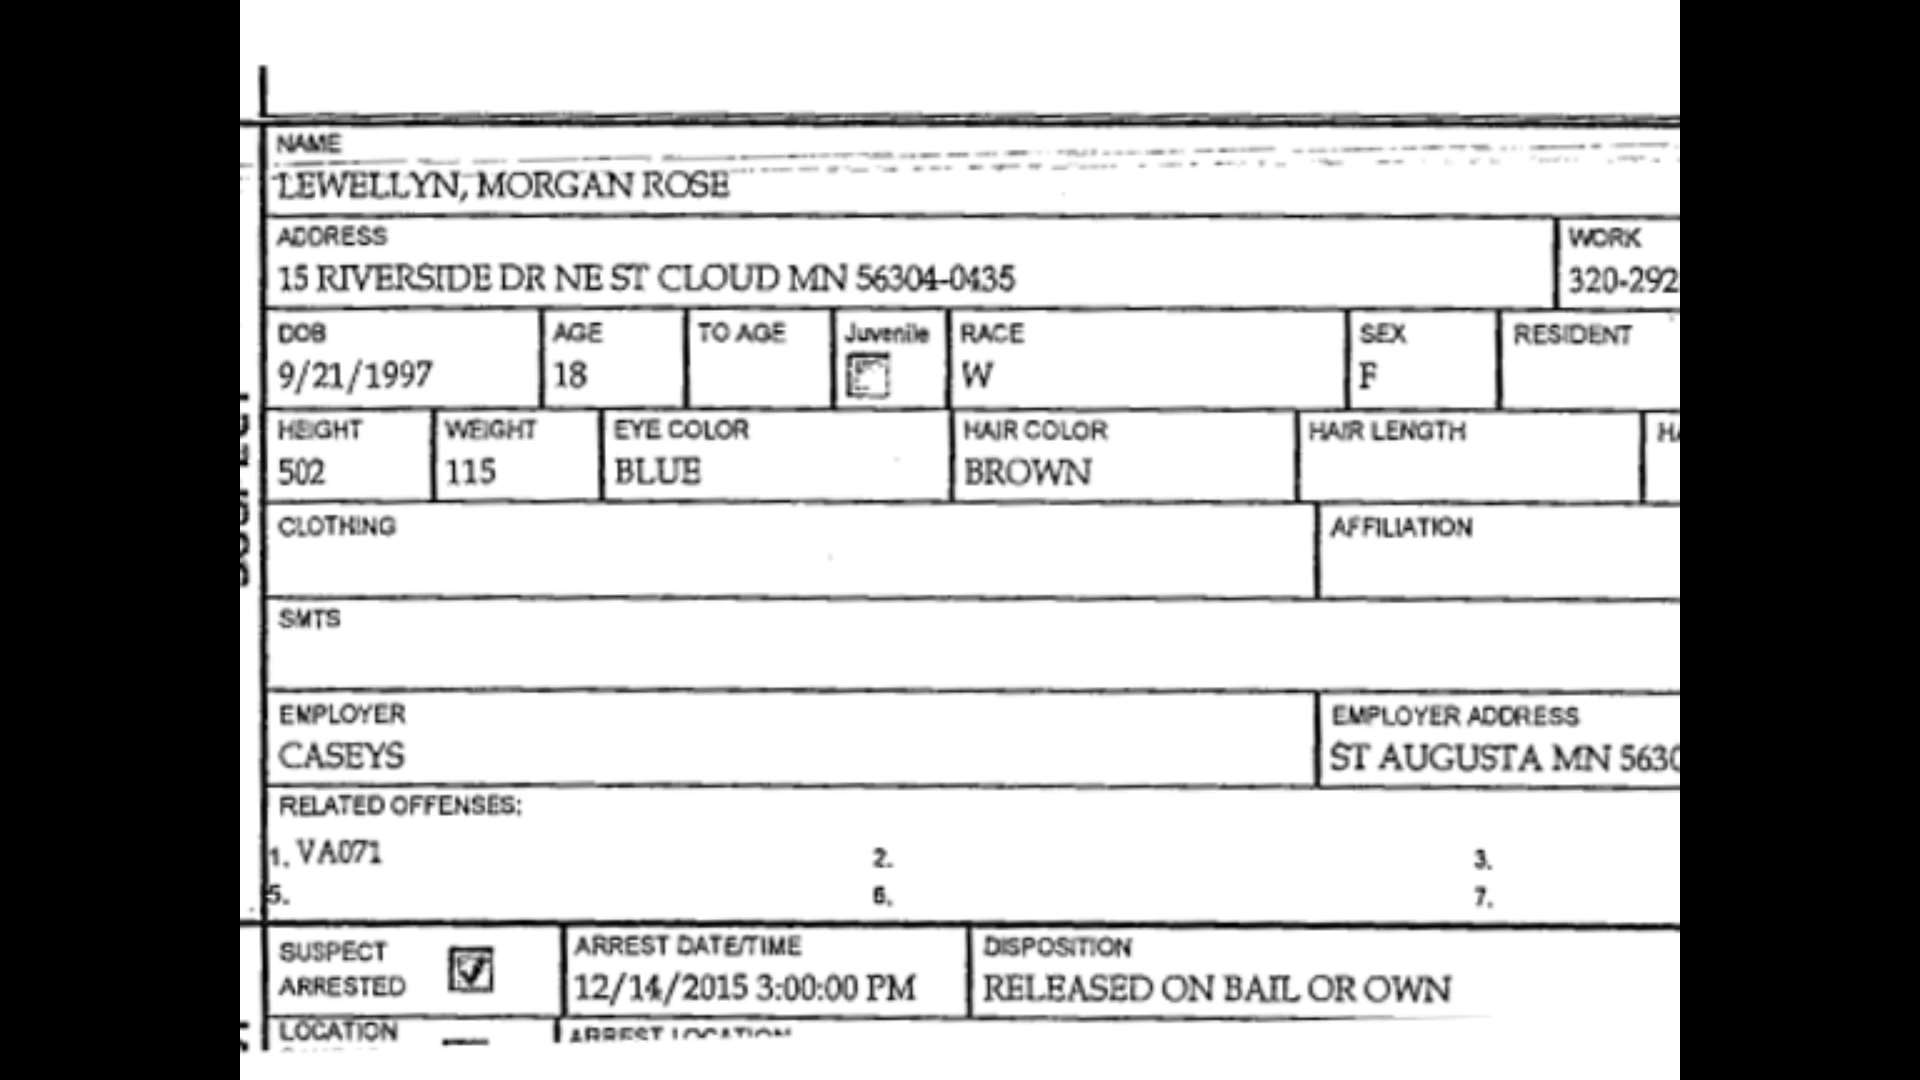 NAME
LEWELLYN, MORGAN ROSE
ADDRESS
WORK
15 RIVERSIDE DR NE ST CLOUD MN 56304-0435
320-292
DOB
AGE
TO AGE
Juvenile
RACE
SEX
RESIDENT
9/21/1997
18
W
F
HEIGHT
WEIGHT
EYE COLOR
HAIR COLOR
HAIR LENGTH
HA
502
115
BLUE
BROWN
CLOTHING
AFFILIATION
SMTS
EMPLOYER
EMPLOYER ADDRESS
CASEYS
ST AUGUSTA MN 5630
RELATED OFFENSES:
1. VA071
2.
3.
5.
6.
7.
SUSPECT
ARRESTED
ARREST DATE/TIME
DISPOSITION
12/14/2015 3:00:00 PM
RELEASED ON BAIL OR OWN
LOCATION
ARREST LOCATION